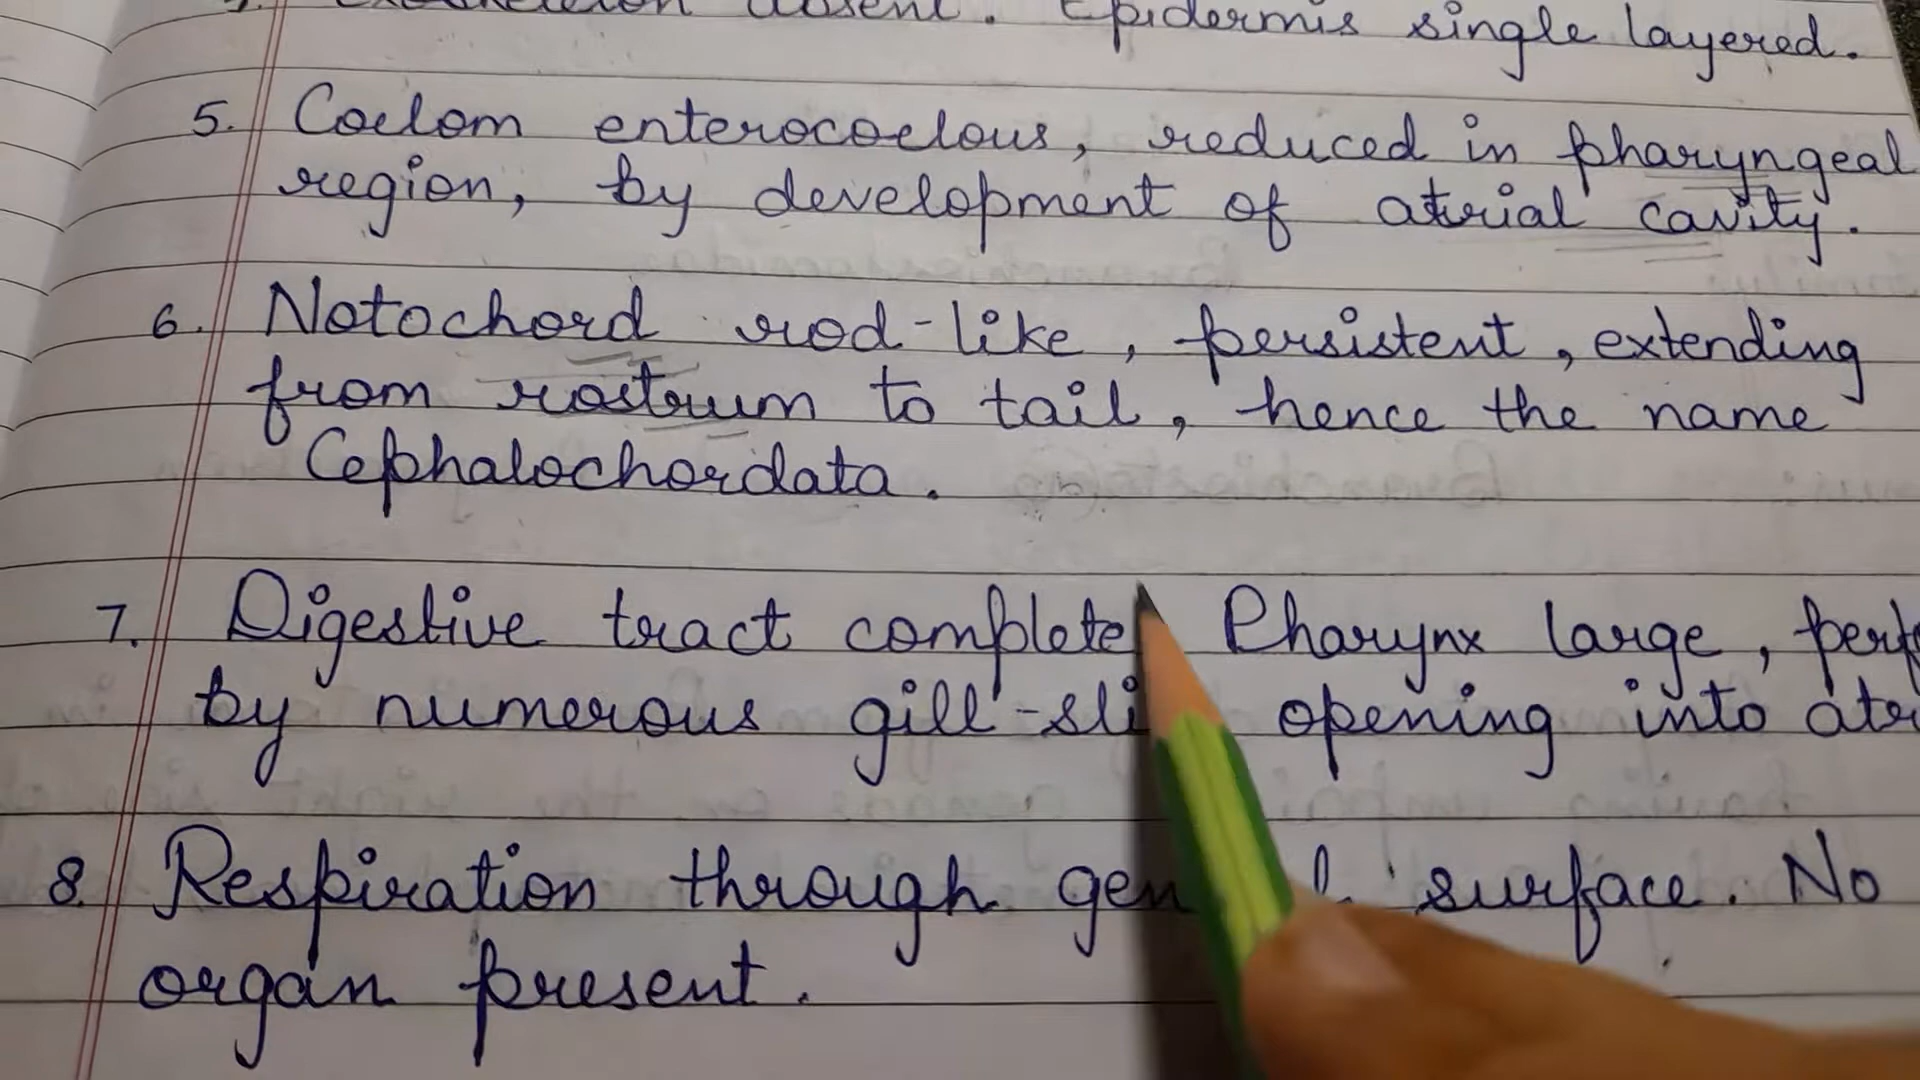 Exoskeleton absent. Epidermis single layered.
5. Coelom enterocoelous, reduced in pharyngeal
region, by development of atrial cavity.
6. Notochord rod-like, persistent, extending
from rostrum to tail, hence the name
Cephalochordata.
7. Digestive tract complete Pharynx large, perf
by numerous gill-sli opening into atr
8. Respiration through gen l surface. No
organ present.